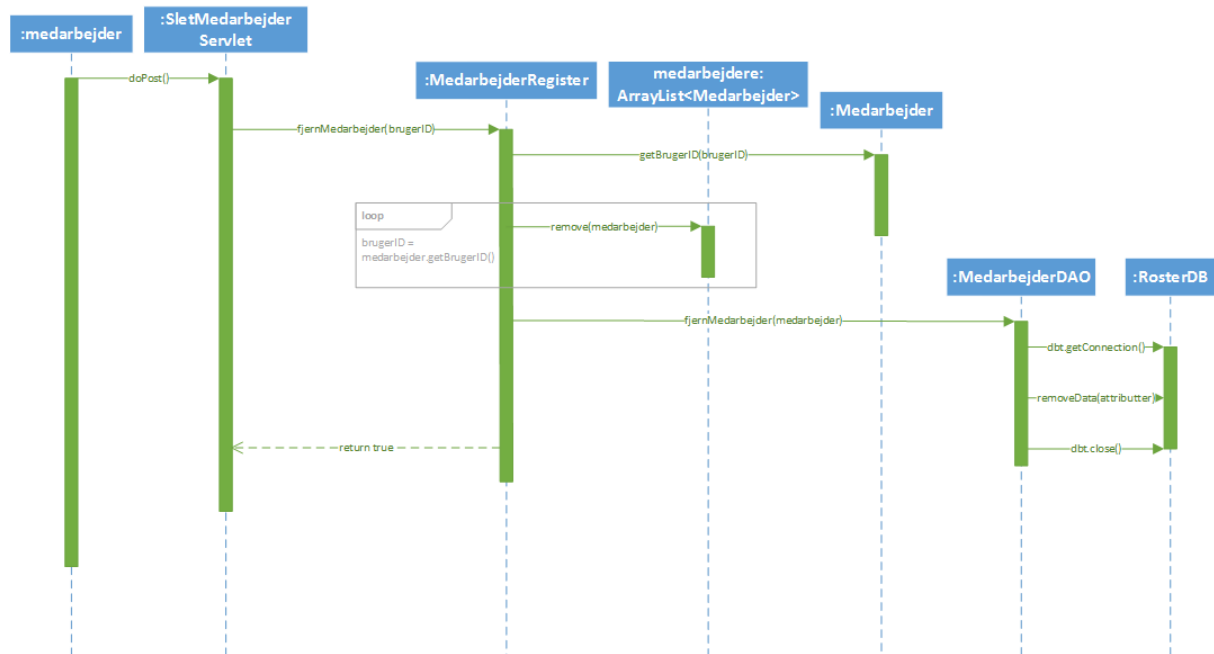 :medarbejder
:SletMedarbejder
Servlet
:MedarbejderRegister
medarbejdere:
ArrayList<Medarbejder>
:Medarbejder
doPost()
fjernMedarbejder(brugerID)
getBrugerID(brugerID)
loop
brugerID =
medarbejder.getBrugerID()
remove(medarbejder)
:MedarbejderDAO
:RosterDB
fjernMedarbejder(medarbejder)
dbt.getConnection()
removeData(attributter)
return true
dbt.close()